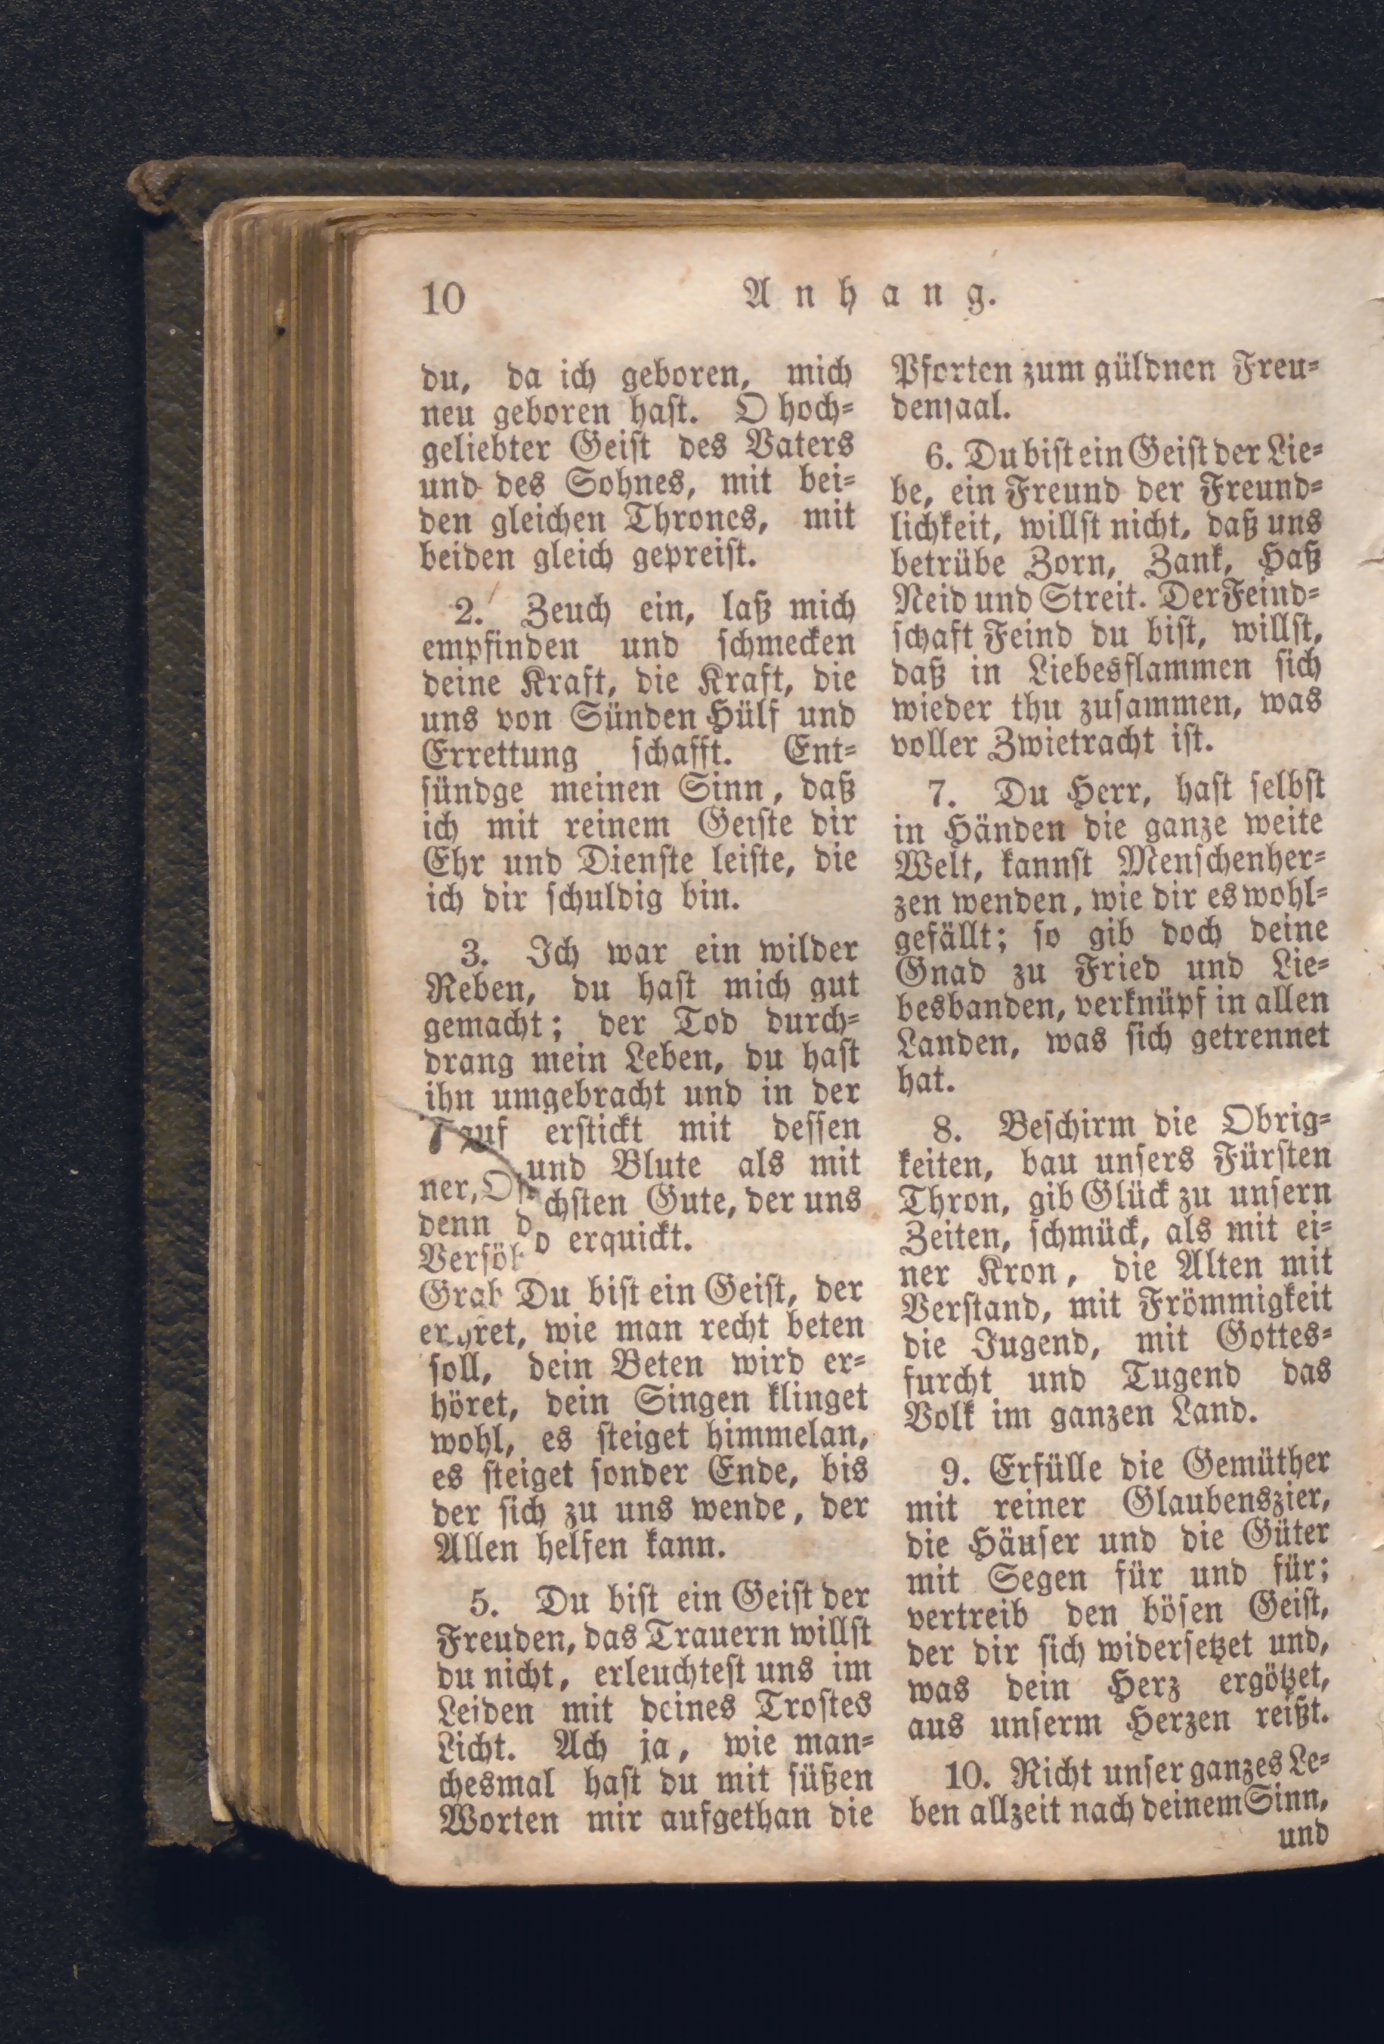 10
Anhang.
du, da ich geboren, mich
neu geboren hast. O hoch=
geliebter Geist des Vaters
und des Sohnes, mit bei=
den gleichen Thrones, mit
beiden gleich gepreist.
2. Zeuch ein, laß mich
empfinden und schmecken
deine Kraft, die Kraft, die
uns von Sünden Hülf und
Errettung schafft. Ent=
sündge meinen Sinn, daß
ich mit reinem Geiste dir
Ehr und Dienste leiste, die
ich dir schuldig bin.
3. Ich war ein wilder
Reben, du hast mich gut
gemacht; der Tod durch=
drang mein Leben, du hast
ihn umgebracht und in der
Tauf erstickt mit dessen
und Blute als mit
chsten Gute, der uns
erquickt.
ner,
denn
Grab
Du bist ein Geist, der
ret, wie man recht beten
soll, dein Beten wird er=
höret, dein Singen klinget
wohl, es steiget himmelan,
es steiget sonder Ende, bis
der sich zu uns wende, der
Allen helfen kann.
5. Du bist ein Geist der
Freuden, das Trauern willst
du nicht, erleuchtest uns im
Leiden mit deines Trostes
Licht. Ach ja, wie man=
chesmal hast du mit süßen
Worten mir aufgethan die
Pforten zum güldnen Freu=
densaal.
6. Du bist ein Geist der Lie=
be, ein Freund der Freund=
lichkeit, willst nicht, daß uns
betrübe Zorn, Zank, Haß
Neid und Streit. Der Feind=
schaft Feind du bist, willst,
daß in Liebesflammen sich
wieder thu zusammen, was
voller Zwietracht ist.
7. Du Herr, hast selbst
in Händen die ganze weite
Welt, kannst Menschenher=
zen wenden, wie dir es wohl=
gefällt; so gib doch deine
Gnad zu Fried und Lie=
besbanden, verknüpf in allen
Landen, was sich getrennet
hat.
8. Beschirm die Obrig=
keiten, bau unsers Fürsten
Thron, gib Glück zu unsern
Zeiten, schmück, als mit ei=
ner Kron, die Alten mit
Verstand, mit Frömmigkeit
die Jugend, mit Gottes=
furcht und Tugend das
Volk im ganzen Land.
9. Erfülle die Gemüther
mit reiner Glaubenszier,
die Häuser und die Güter
mit Segen für und für;
vertreib den bösen Geist,
der dir sich widersetzet und,
was dein Herz ergötzet,
aus unserm Herzen reißt.
10. Richt unser ganzes Le=
ben allzeit nach deinem Sinn,
und